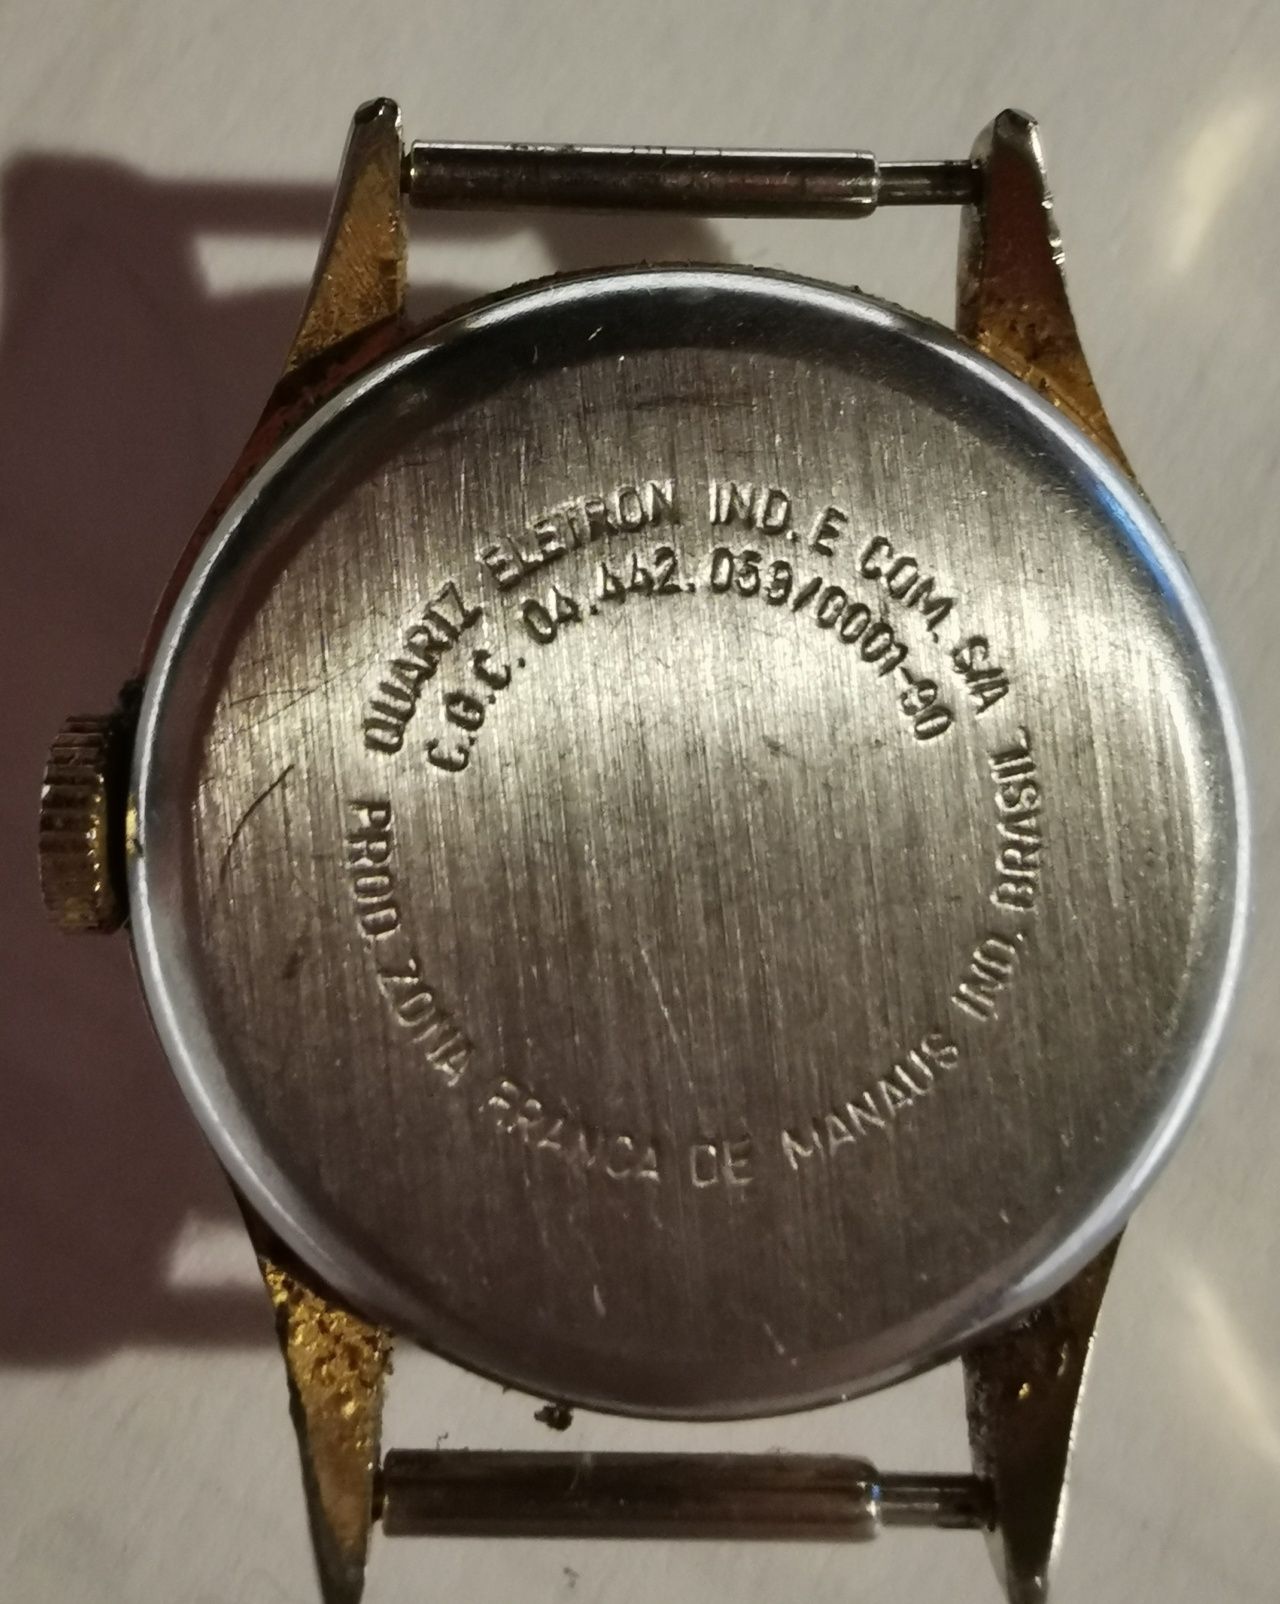 QUARTZ ELETRON IND. E COM. S/A
C.G.C. 04.442.059/0001-90
PROD. ZONA FRANCA DE MANAUS IND. BRASIL